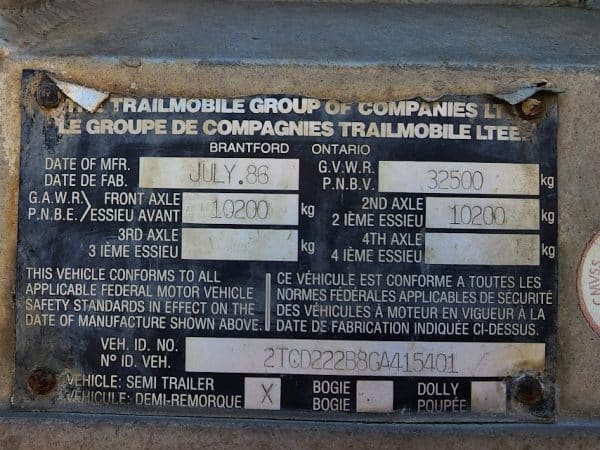 TRAILMOBILE GROUP OF COMPANIES LT
LE GROUPE DE COMPAGNIES TRAILMOBILE LTEE
BRANTFORD ONTARIO
DATE OF MFR. JULY.86 G.V.W.R. 32500 kg
DATE DE FAB. P.N.B.V.
G.A.W.R. FRONT AXLE 10200 kg 2ND AXLE 10200 kg
P.N.B.E. ESSIEU AVANT 2 IÈME ESSIEU
3RD AXLE kg 4TH AXLE kg
3 IÈME ESSIEU 4 IÈME ESSIEU
THIS VEHICLE CONFORMS TO ALL
APPLICABLE FEDERAL MOTOR VEHICLE
SAFETY STANDARDS IN EFFECT ON THE
DATE OF MANUFACTURE SHOWN ABOVE.
CE VÉHICULE EST CONFORME A TOUTES LES
NORMES FÉDÉRALES APPLICABLES DE SÉCURITÉ
DES VÉHICULES À MOTEUR EN VIGUEUR À LA
DATE DE FABRICATION INDIQUÉE CI-DESSUS.
VEH. ID. NO. 2TCD222B8GA415401
N° ID. VEH.
VEHICLE: SEMI TRAILER X BOGIE DOLLY
VEHICULE: DEMI-REMORQUE BOGIE POUPÉE
CMVSS